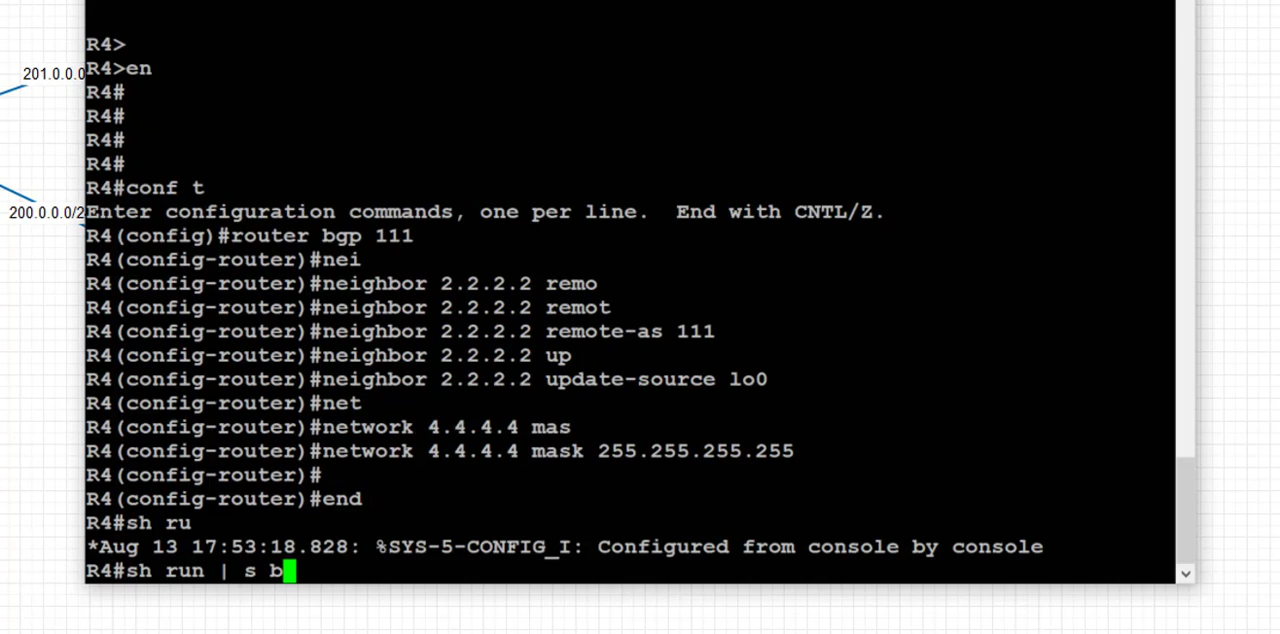 R4>
201.0.0.0
R4>en
R4#
R4#
R4#
R4#
R4#conf t
200.0.0.0/2
Enter configuration commands, one per line.  End with CNTL/Z.
R4(config)#router bgp 111
R4(config-router)#nei
R4(config-router)#neighbor 2.2.2.2 remo
R4(config-router)#neighbor 2.2.2.2 remot
R4(config-router)#neighbor 2.2.2.2 remote-as 111
R4(config-router)#neighbor 2.2.2.2 up
R4(config-router)#neighbor 2.2.2.2 update-source lo0
R4(config-router)#net
R4(config-router)#network 4.4.4.4 mas
R4(config-router)#network 4.4.4.4 mask 255.255.255.255
R4(config-router)#
R4(config-router)#end
R4#sh ru
*Aug 13 17:53:18.828: %SYS-5-CONFIG_I: Configured from console by console
R4#sh run | s b